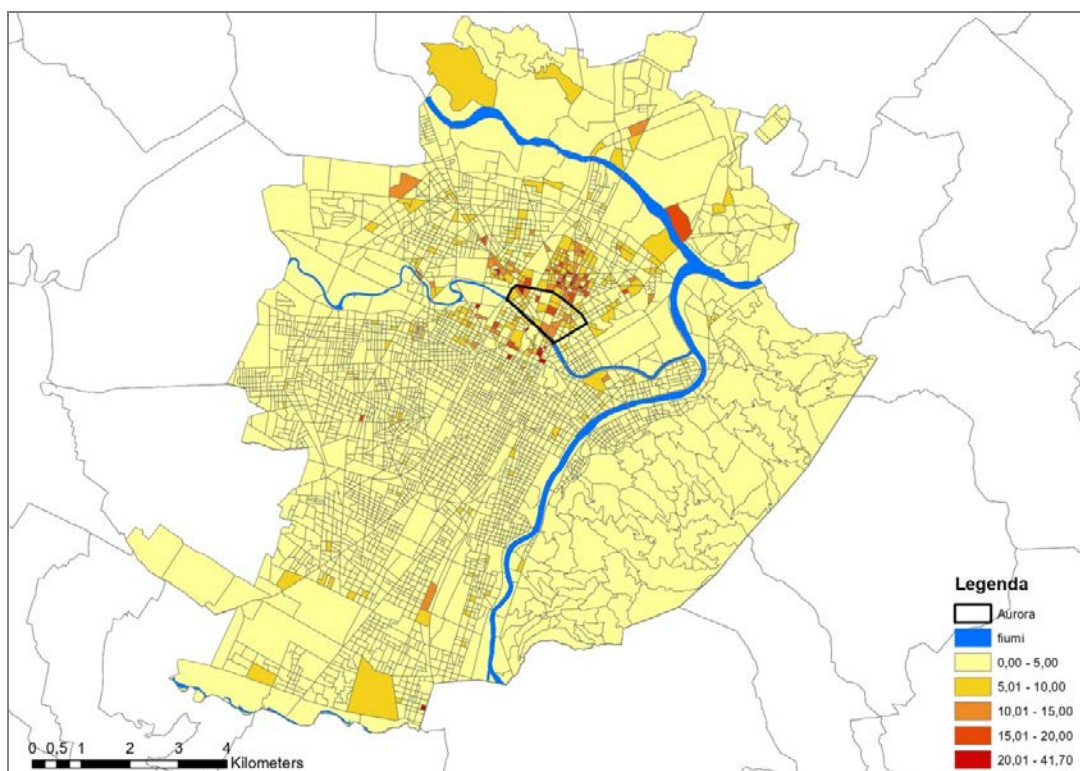 Legenda
Aurora
fiumi
0,00 - 5,00
5,01 - 10,00
10,01 - 15,00
15,01 - 20,00
20,01 - 41,70
0 0,5 1 2 3 4
Kilometers